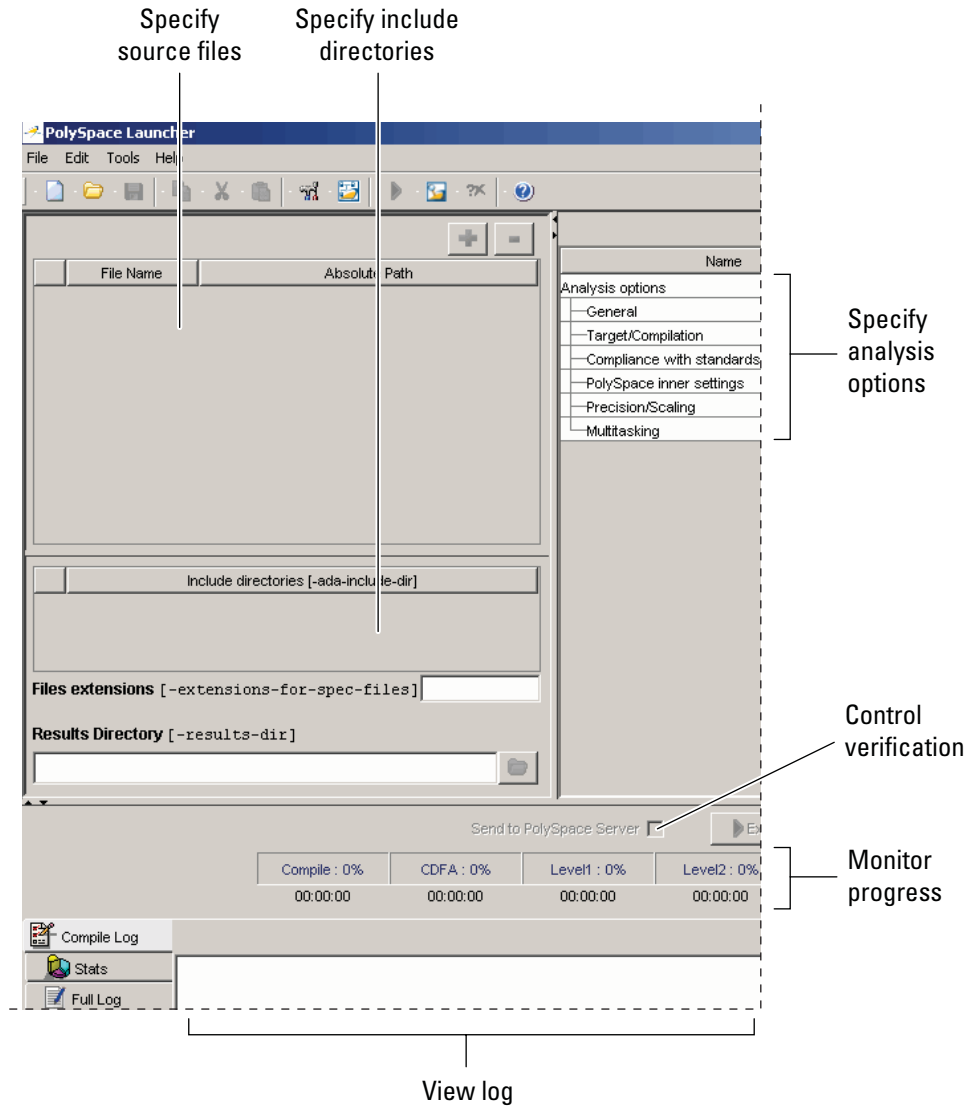 Specify
source files
Specify include
directories
PolySpace Launcher
File Edit Tools Help
File Name Absolute Path
Name
Analysis options
General
Target/Compilation
Compliance with standards
PolySpace inner settings
Precision/Scaling
Multitasking
Specify
analysis
options
Include directories [-ada-include-dir]
Files extensions [-extensions-for-spec-files]
Results Directory [-results-dir]
Control
verification
Send to PolySpace Server
Ex
Compile : 0% CDFA : 0% Level1 : 0% Level2 : 0%
00:00:00 00:00:00 00:00:00 00:00:00
Monitor
progress
Compile Log
Stats
Full Log
View log